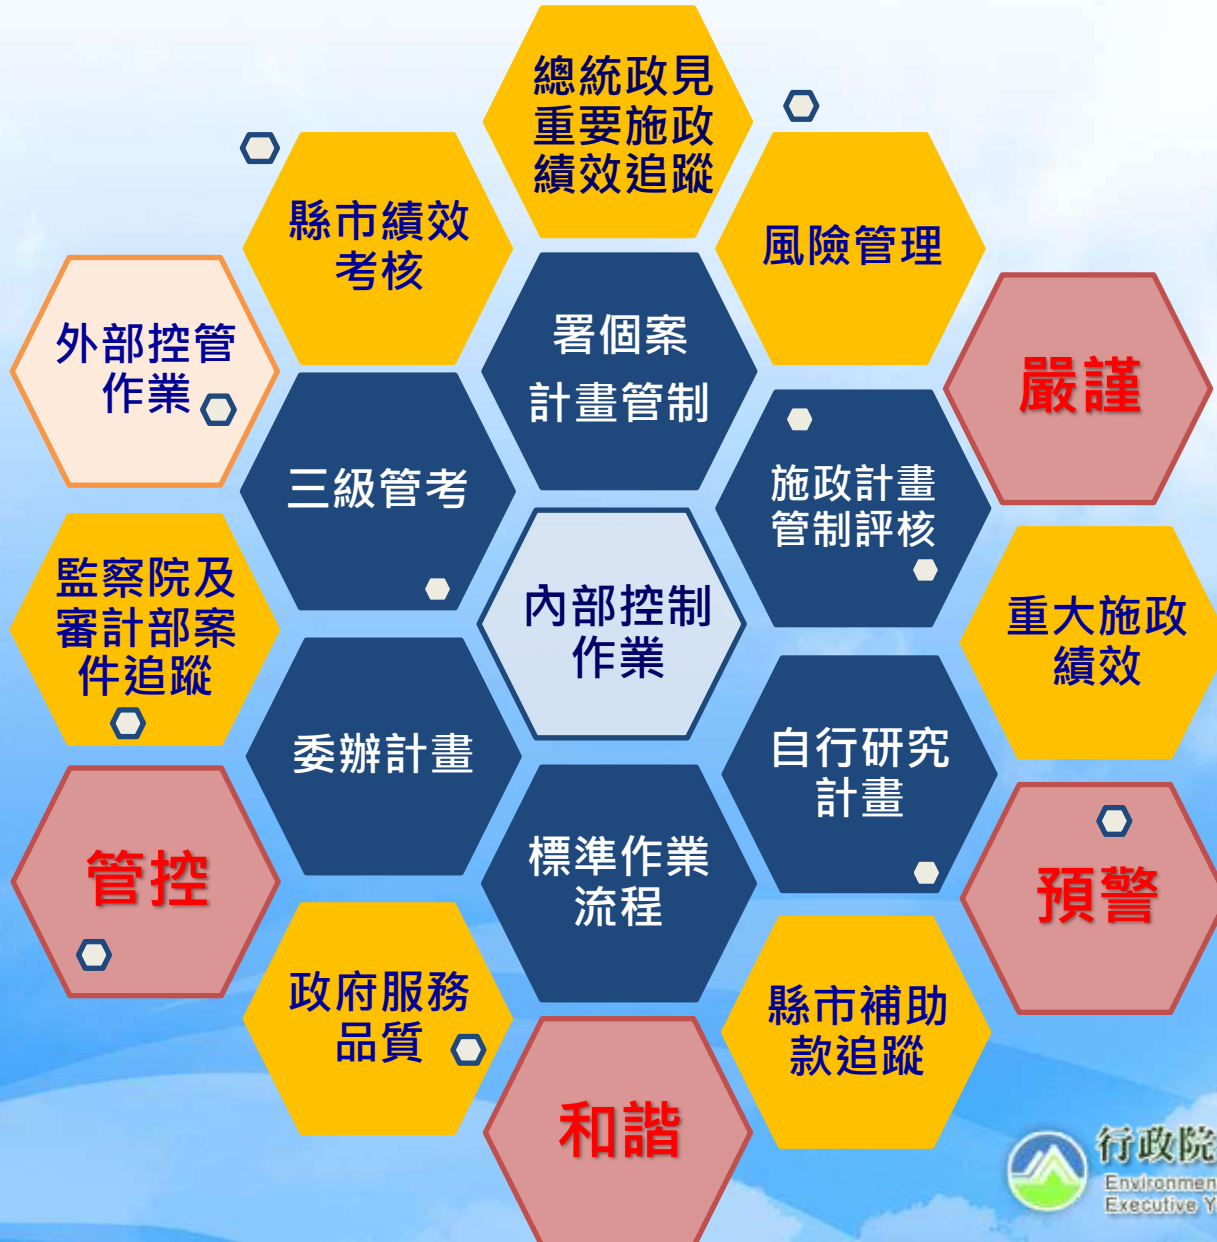 總統政見
重要施政
績效追蹤
縣市績效
考核
風險管理
外部控管
作業
署個案
計畫管制
嚴謹
三級管考
施政計畫
管制評核
監察院及
審計部案
件追蹤
內部控制
作業
重大施政
績效
委辦計畫
自行研究
計畫
管控
標準作業
流程
預警
政府服務
品質
縣市補助
款追蹤
和諧
行政院
Environmen
Executive Y